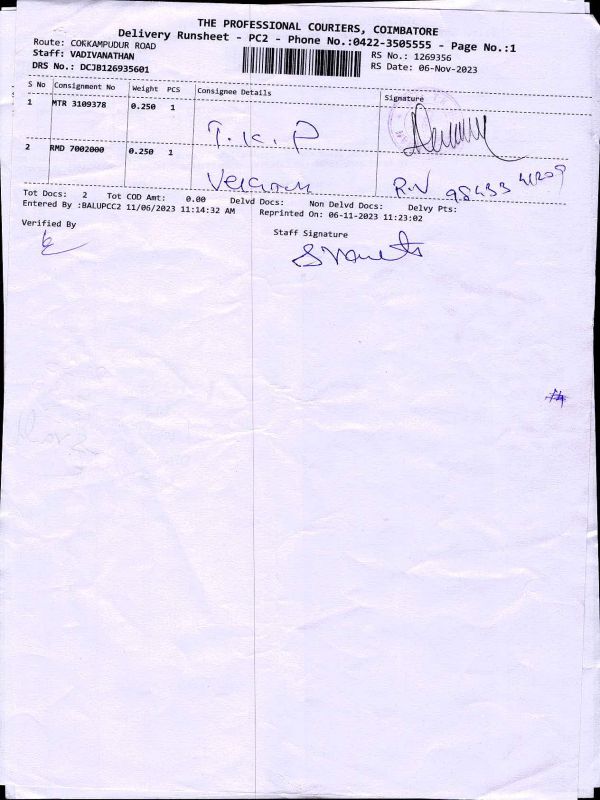 THE PROFESSIONAL COURIERS, COIMBATORE
Delivery Runsheet - PC2 - Phone No.:0422-3505555 - Page No.:1
Route: COKKAMPUDUR ROAD
Staff: VADIVANATHAN
DRS No.: DCJB126935601
RS No.: 1269356
RS Date: 06-Nov-2023
S No Consignment No Weight PCS Consignee Details Signature
1 MTR 3109378 0.250 1
T.K.P
2 RMD 7002000 0.250 1
R.N
Tot Docs: 2 Tot COD Amt: 0.00 Delvd Docs: Non Delvd Docs: Delvy Pts:
Entered By :BALUPCC2 11/06/2023 11:14:32 AM Reprinted On: 06-11-2023 11:23:02
Verified By
Staff Signature